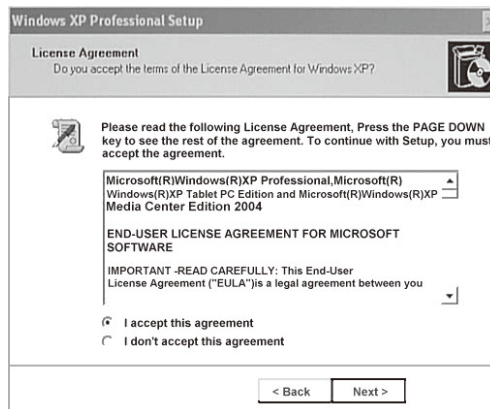 Windows XP Professional Setup
License Agreement
Do you accept the terms of the License Agreement for Windows XP?
Please read the following License Agreement, Press the PAGE DOWN
key to see the rest of the agreement. To continue with Setup, you must
accept the agreement.
Microsoft(R)Windows(R)XP Professional,Microsoft(R)
Windows(R)XP Tablet PC Edition and Microsoft(R)Windows(R)XP
Media Center Edition 2004
END-USER LICENSE AGREEMENT FOR MICROSOFT
SOFTWARE
IMPORTANT -READ CAREFULLY: This End-User
License Agreement ("EULA")is a legal agreement between you
I accept this agreement
I don't accept this agreement
< Back
Next >